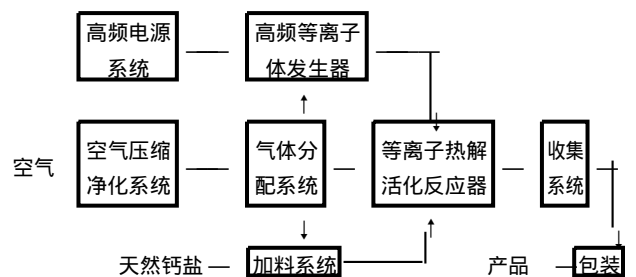 高频电源
系统
高频等离子
体发生器
空气
空气压缩
净化系统
气体分
配系统
等离子热解
活化反应器
收集
系统
天然钙盐
加料系统
产品
包装